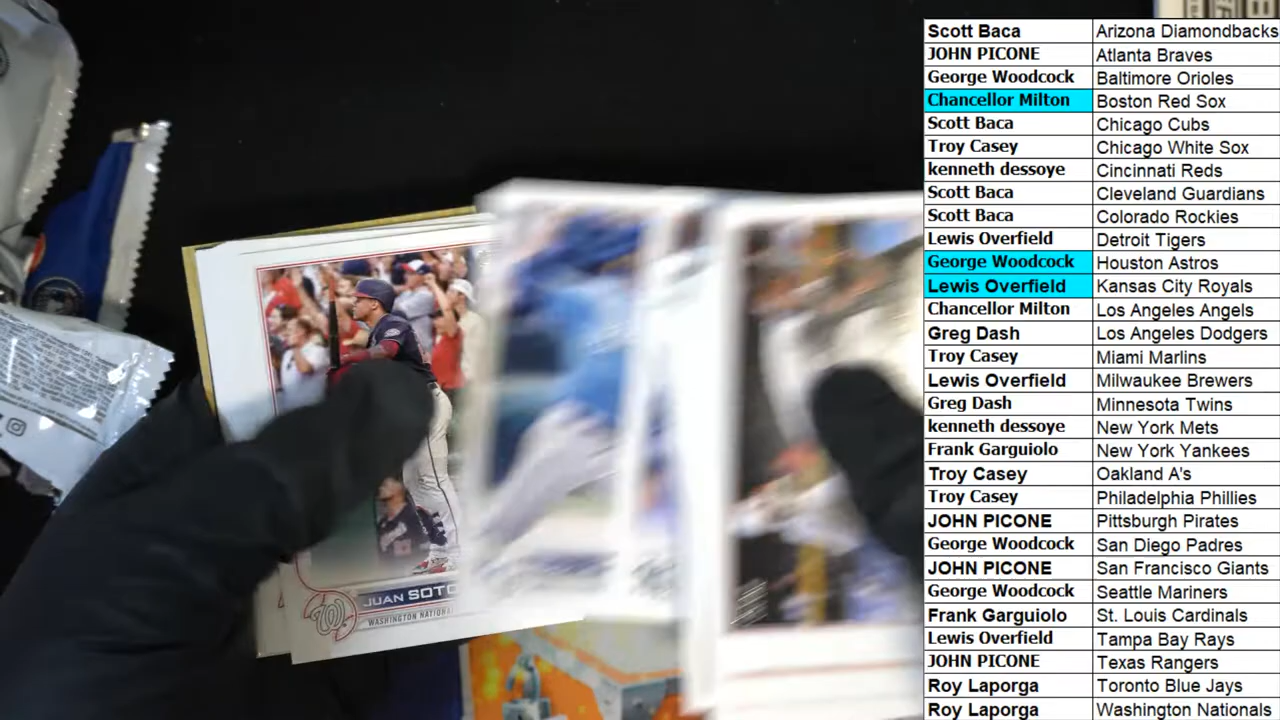 Scott Baca Arizona Diamondbacks
JOHN PICONE Atlanta Braves
George Woodcock Baltimore Orioles
Chancellor Milton Boston Red Sox
Scott Baca Chicago Cubs
Troy Casey Chicago White Sox
kenneth dessoye Cincinnati Reds
Scott Baca Cleveland Guardians
Scott Baca Colorado Rockies
Lewis Overfield Detroit Tigers
George Woodcock Houston Astros
Lewis Overfield Kansas City Royals
Chancellor Milton Los Angeles Angels
Greg Dash Los Angeles Dodgers
Troy Casey Miami Marlins
Lewis Overfield Milwaukee Brewers
Greg Dash Minnesota Twins
kenneth dessoye New York Mets
Frank Garguiolo New York Yankees
Troy Casey Oakland A's
Troy Casey Philadelphia Phillies
JOHN PICONE Pittsburgh Pirates
George Woodcock San Diego Padres
JOHN PICONE San Francisco Giants
George Woodcock Seattle Mariners
Frank Garguiolo St. Louis Cardinals
Lewis Overfield Tampa Bay Rays
JOHN PICONE Texas Rangers
Roy Laporga Toronto Blue Jays
Roy Laporga Washington Nationals
JUAN SOTO
WASHINGTON NATIONA